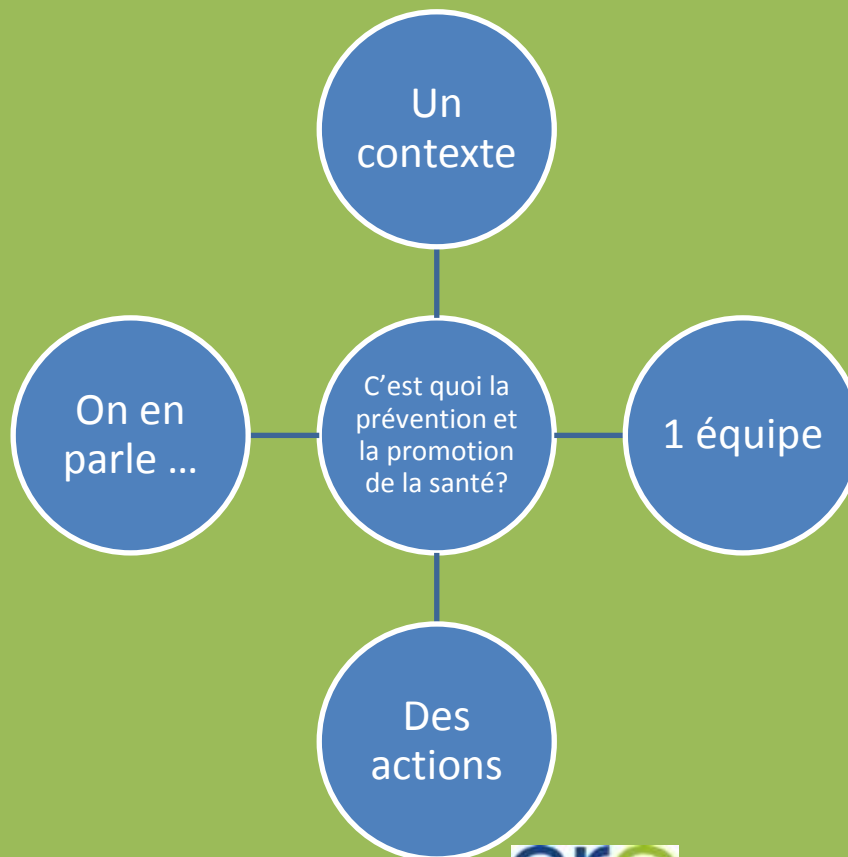 Un
contexte
On en
parle ...
C'est quoi la
prévention et
la promotion
de la santé?
1 équipe
Des
actions